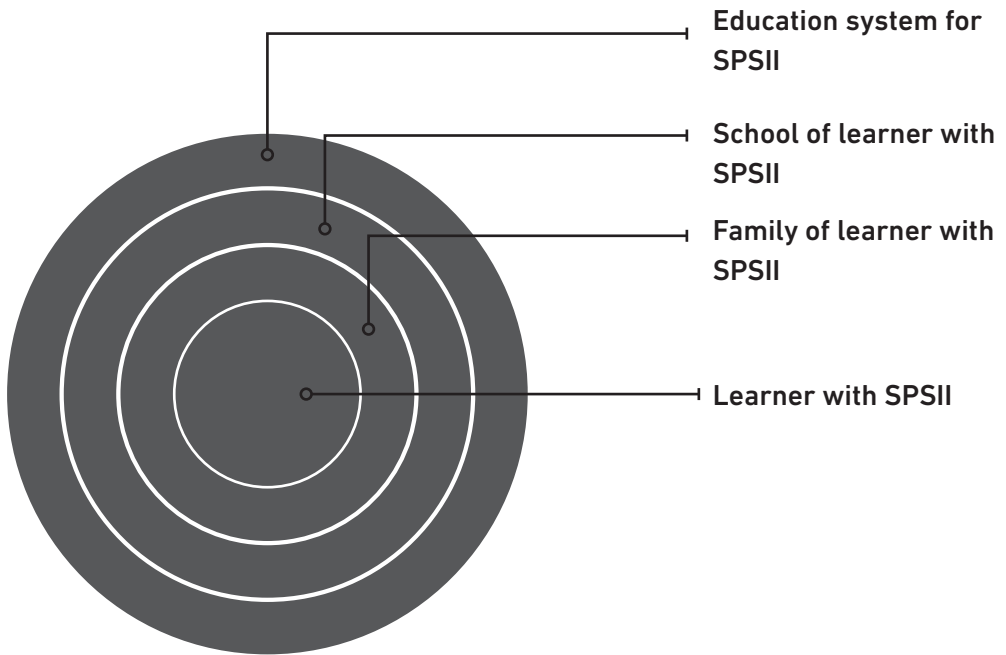 Education system for
SPSII
School of learner with
SPSII
Family of learner with
SPSII
Learner with SPSII